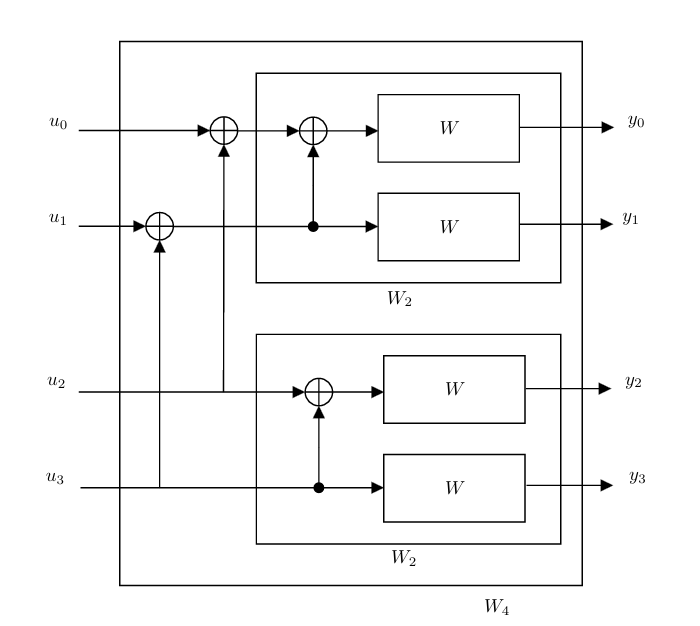 u₀ W y₀
u₁ W y₁
W₂
u₂ W y₂
u₃ W y₃
W₂
W₄